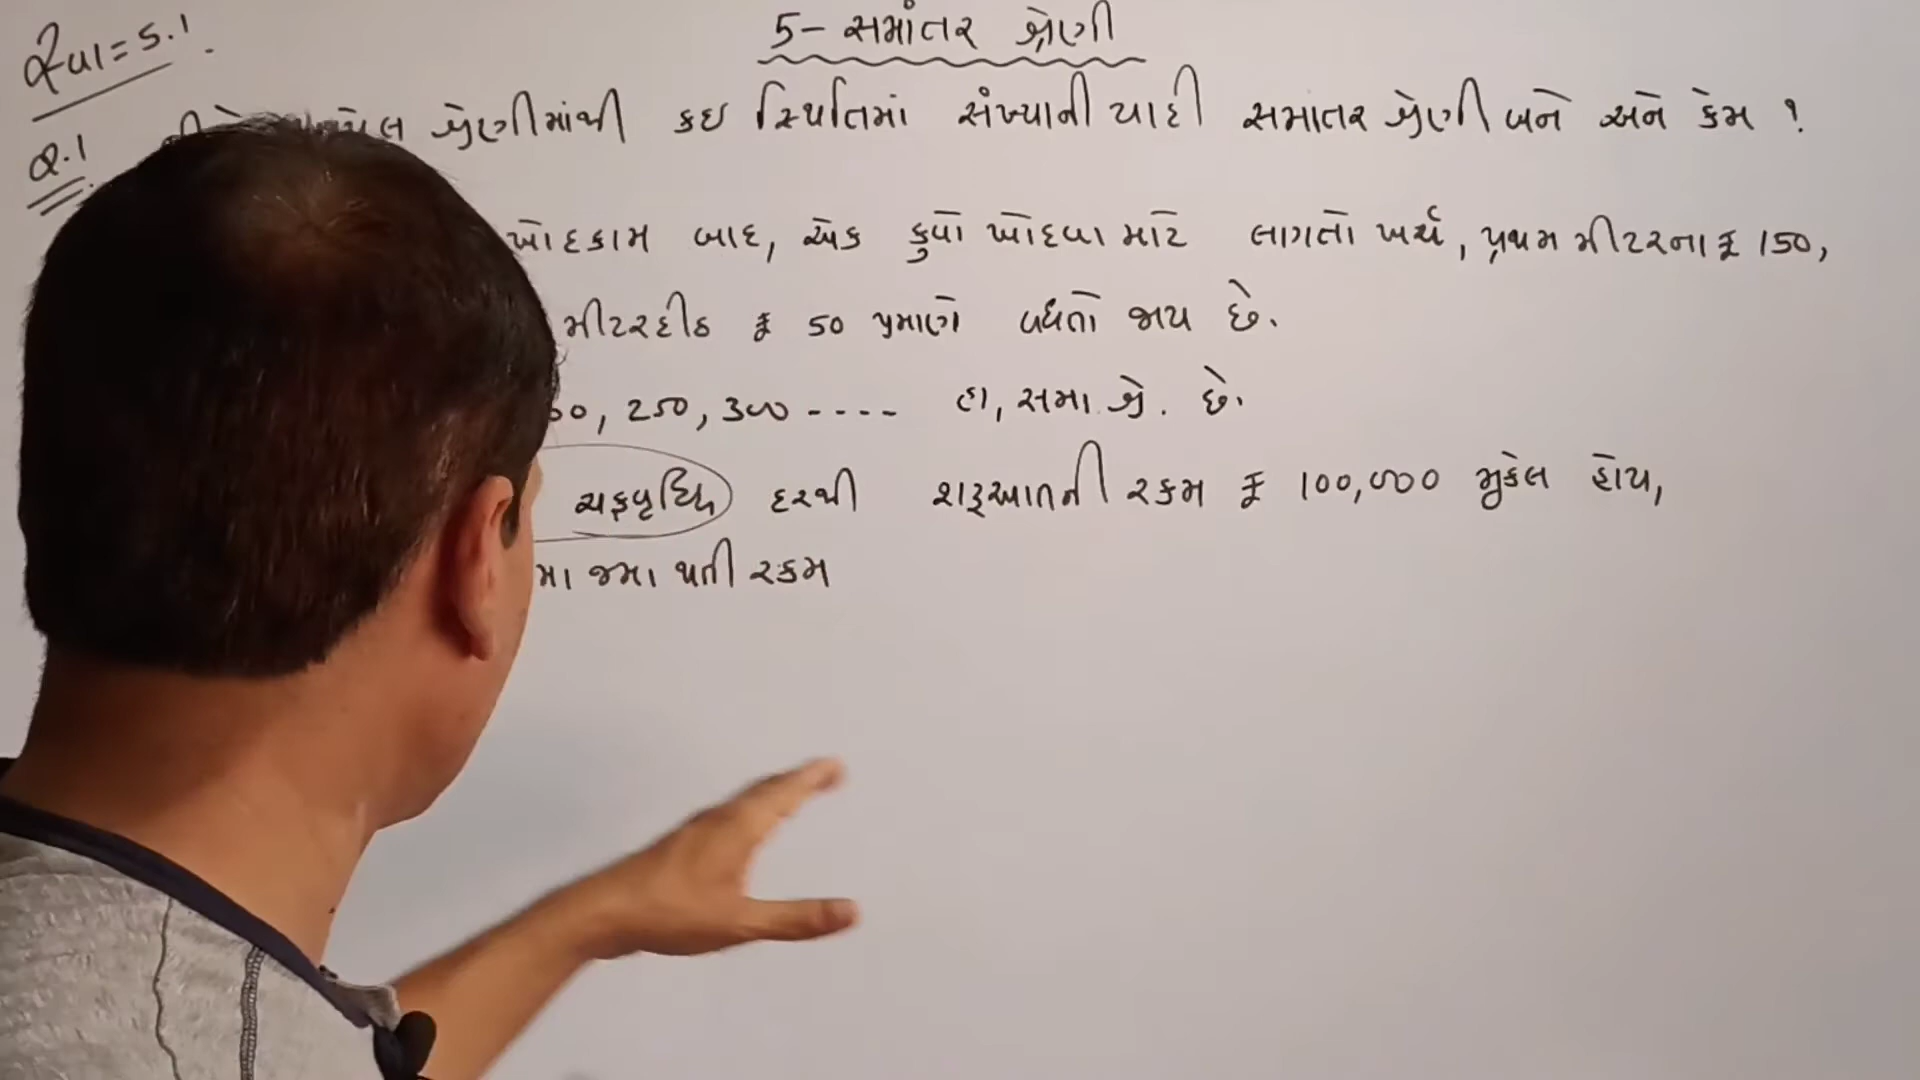 સ્વા = 5.1
5 - સમાંતર શ્રેણી
Q.1 શ્રેણીમાંથી કઇ સ્થિતિમાં સંખ્યાની યાદી સમાતર શ્રેણી બને અને કેમ ?
ખોદકામ બાદ, એક કુવો ખોદવા માટે લાગતો ખર્ચ, પ્રથમ મીટરના ₹ 150,
મીટરદીઠ ₹ 50 પ્રમાણે વધતો જાય છે.
250, 300 ---- હા, સમા. શ્રે. છે.
ચક્રવૃધ્ધિ દરથી શરૂઆતની રકમ ₹ 100,000 મુકેલ હોય,
જમા થતી રકમ